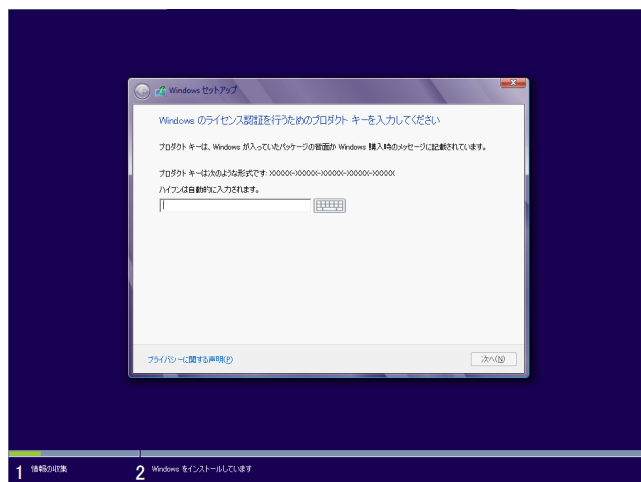 Windows セットアップ
Windows のライセンス認証を行うためのプロダクト キーを入力してください
プロダクト キーは、Windows が入っていたパッケージの背面か Windows 購入時のメッセージに記載されています。
プロダクト キーは次のような形式です: XXXXX-XXXXX-XXXXX-XXXXX-XXXXX
ハイフンは自動的に入力されます。
プライバシーに関する声明(P)
次へ(N)
1 情報の収集
2 Windows をインストールしています